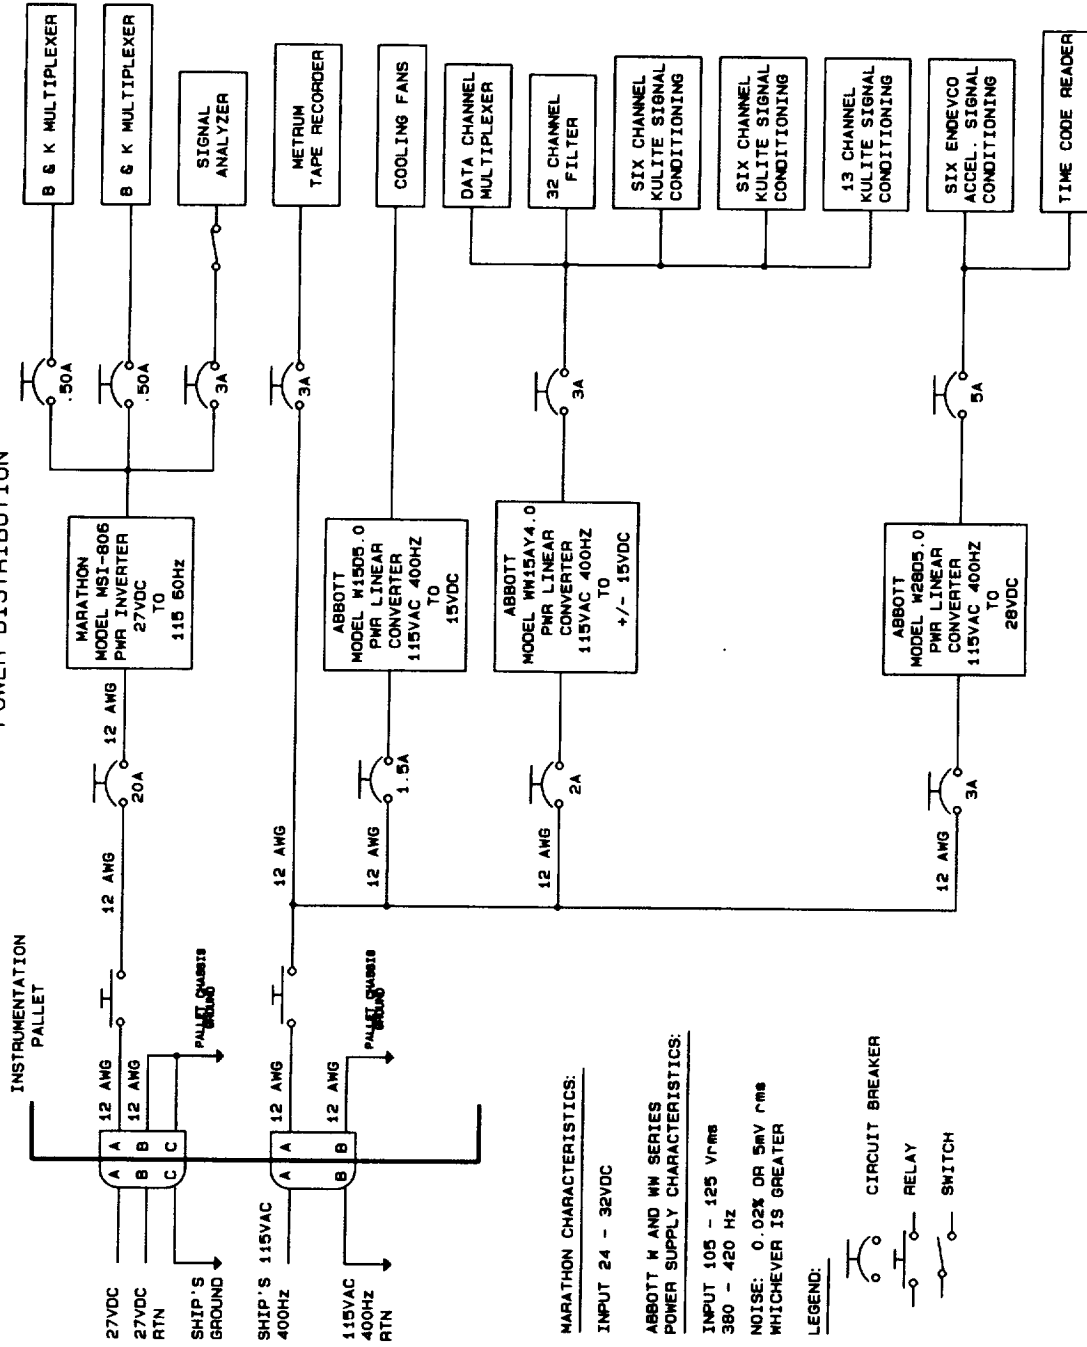 POWER DISTRIBUTION
INSTRUMENTATION
PALLET
27VDC
27VDC
RTN
SHIP'S
GROUND
A
B
C
A
B
C
12 AWG
12 AWG
PALLET CHASSIS
GROUND
12 AWG
20A
12 AWG
MARATHON
MODEL MSI-806
PWR INVERTER
27VDC
TO
115 60Hz
.50A
.50A
3A
B & K MULTIPLEXER
B & K MULTIPLEXER
SIGNAL
ANALYZER
SHIP'S 115VAC
400Hz
115VAC
400Hz
RTN
A
B
A
B
12 AWG
12 AWG
PALLET CHASSIS
GROUND
12 AWG
3A
METRUM
TAPE RECORDER
12 AWG
1.5A
ABBOTT
MODEL W15D5.0
PWR LINEAR
CONVERTER
115VAC 400HZ
TO
15VDC
COOLING FANS
12 AWG
2A
ABBOTT
MODEL WW15AY4.0
PWR LINEAR
CONVERTER
115VAC 400HZ
TO
+/- 15VDC
3A
DATA CHANNEL
MULTIPLEXER
32 CHANNEL
FILTER
SIX CHANNEL
KULITE SIGNAL
CONDITIONING
SIX CHANNEL
KULITE SIGNAL
CONDITIONING
13 CHANNEL
KULITE SIGNAL
CONDITIONING
12 AWG
3A
ABBOTT
MODEL W28D5.0
PWR LINEAR
CONVERTER
115VAC 400HZ
TO
28VDC
5A
SIX ENDEVCO
ACCEL. SIGNAL
CONDITIONING
TIME CODE READER
MARATHON CHARACTERISTICS:
INPUT 24 - 32VDC
ABBOTT W AND WW SERIES
POWER SUPPLY CHARACTERISTICS:
INPUT 105 - 125 Vrms
380 - 420 Hz
NOISE: 0.02% OR 5mV rms
WHICHEVER IS GREATER
LEGEND:
CIRCUIT BREAKER
RELAY
SWITCH